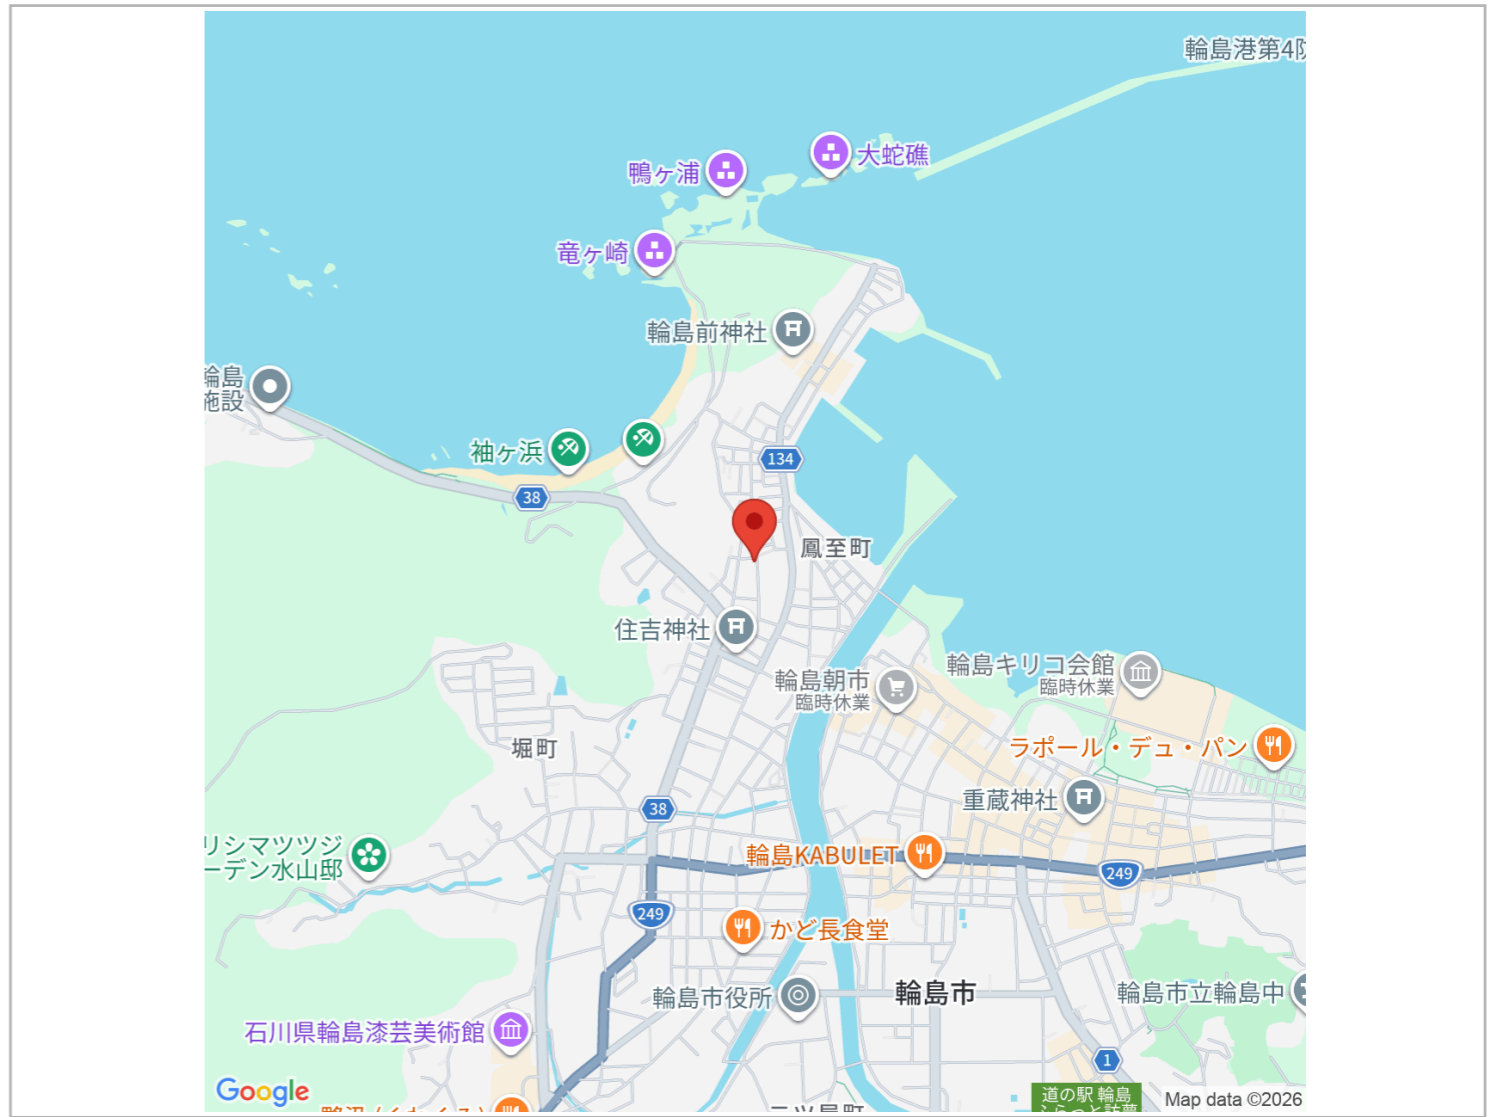 輪島港第4防
大蛇礁
鴨ヶ浦
竜ヶ崎
輪島前神社
輪島
施設
袖ヶ浜
134
38
鳳至町
住吉神社
輪島キリコ会館
臨時休業
輪島朝市
臨時休業
堀町
ラポール・デュ・パン
重蔵神社
38
リシマツツジ
ーデン水山邸
輪島KABULET
249
249
かど長食堂
輪島市役所
輪島市
輪島市立輪島中
石川県輪島漆芸美術館
1
Google
道の駅 輪島
Map data ©2026